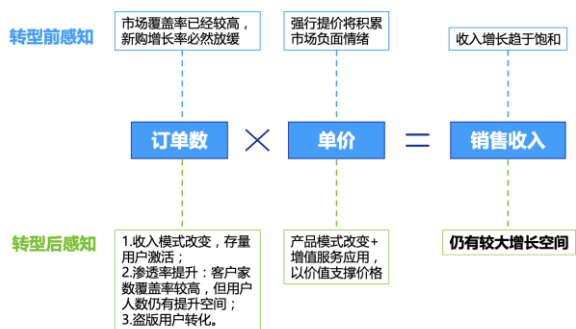 转型前感知
市场覆盖率已经较高，
新购增长率必然放缓
强行提价将积累
市场负面情绪
收入增长趋于饱和
订单数
×
单价
=
销售收入
转型后感知
1.收入模式改变，存量
用户激活；
2.渗透率提升：客户家
数覆盖率较高，但用户
人数仍有提升空间；
3.盗版用户转化。
产品模式改变+
增值服务应用，
以价值支撑价格
仍有较大增长空间